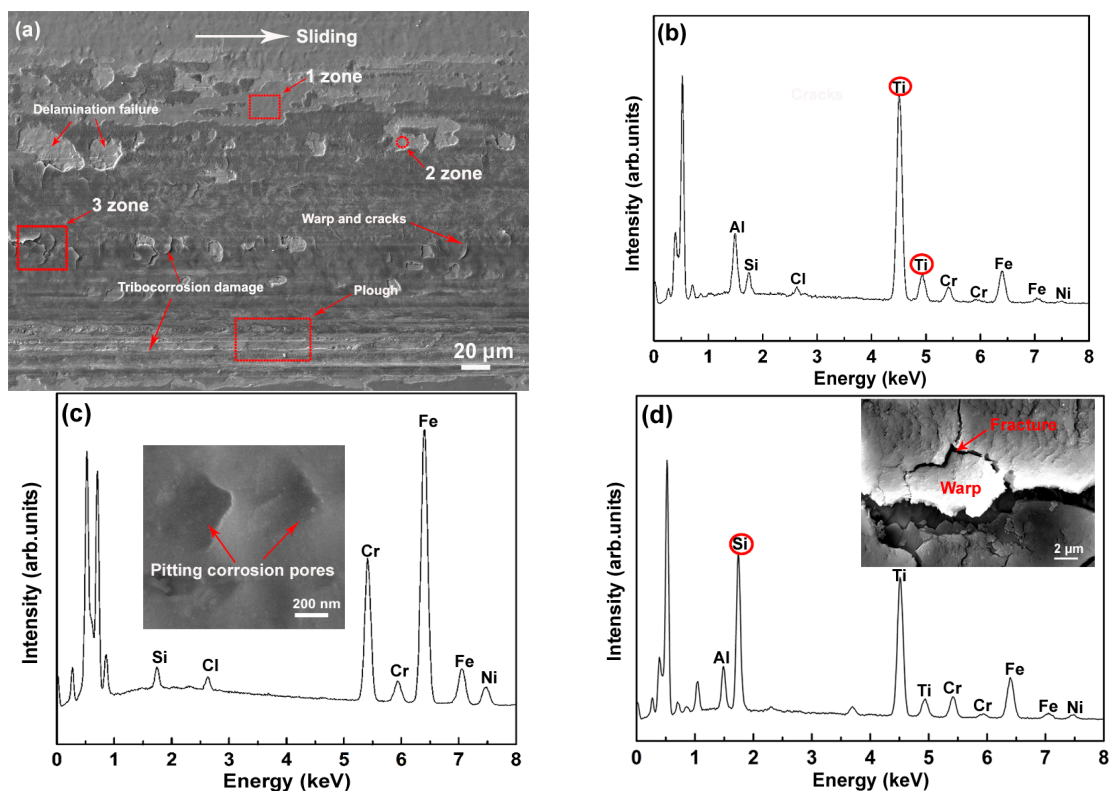 (a)
Sliding
1 zone
Delamination failure
2 zone
3 zone
Warp and cracks
Tribocorrosion damage
Plough
20 μm
(b)
Cracks
Intensity (arb.units)
Ti
Al
Si
Cl
Ti
Cr
Cr
Fe
Fe
Ni
0 1 2 3 4 5 6 7 8
Energy (keV)
(c)
Intensity (arb.units)
Pitting corrosion pores
200 nm
Si
Cl
Cr
Cr
Fe
Fe
Ni
0 1 2 3 4 5 6 7 8
Energy (keV)
(d)
Intensity (arb.units)
Fracture
Warp
2 μm
Al
Si
Ti
Ti
Cr
Cr
Fe
Fe
Ni
0 1 2 3 4 5 6 7 8
Energy (keV)